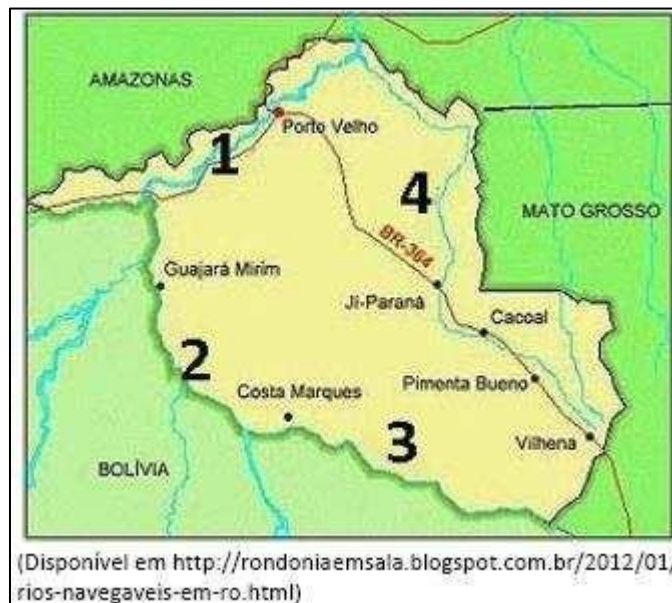 AMAZONAS
1
Porto Velho
4
MATO GROSSO
BR-364
Guajará Mirim
Jí-Paraná
Cacoal
2
Costa Marques
Pimenta Bueno
3
Vilhena
BOLÍVIA
(Disponível em http://rondoniaemsala.blogspot.com.br/2012/01/
rios-navegaveis-em-ro.html)